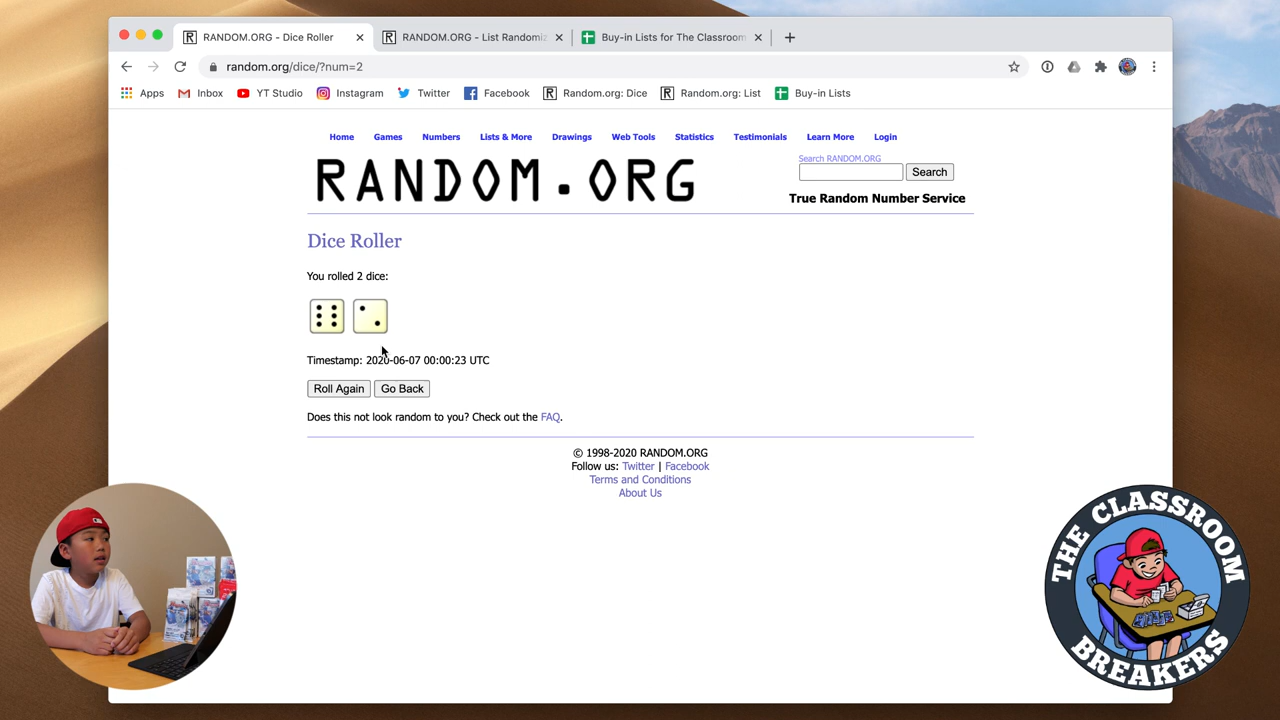 RANDOM.ORG - Dice Roller
RANDOM.ORG - List Randomiz
Buy-in Lists for The Classroom
random.org/dice/?num=2
Apps Inbox YT Studio Instagram Twitter Facebook Random.org: Dice Random.org: List Buy-in Lists
Home Games Numbers Lists & More Drawings Web Tools Statistics Testimonials Learn More Login
RANDOM.ORG
Search RANDOM.ORG
Search
True Random Number Service
Dice Roller
You rolled 2 dice:
Timestamp: 2020-06-07 00:00:23 UTC
Roll Again Go Back
Does this not look random to you? Check out the FAQ.
© 1998-2020 RANDOM.ORG
Follow us: Twitter | Facebook
Terms and Conditions
About Us
THE CLASSROOM
BREAKERS